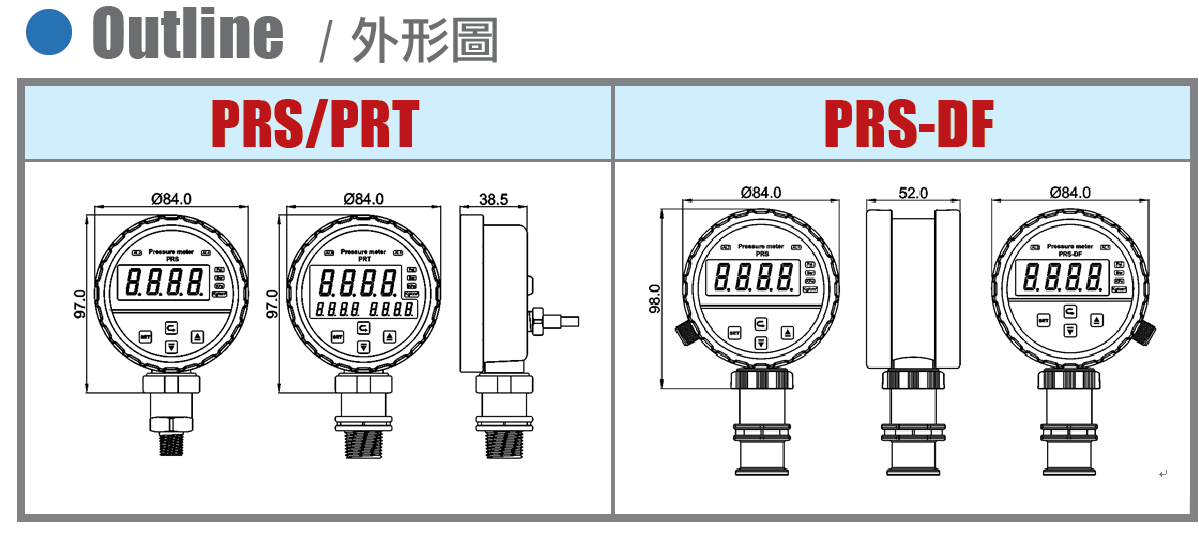 Outline / 外形圖
PRS/PRT
PRS-DF
Ø84.0
Ø84.0
38.5
97.0
97.0
Pressure meter
PRS
8.8.8.8.
SET
Pressure meter
PRT
8.8.8.8.
8.8.8.8. 8.8.8.8.
SET
Ø84.0
52.0
Ø84.0
98.0
Pressure meter
PRS
8.8.8.8.
SET
Pressure meter
PRS-DF
8.8.8.8.
SET